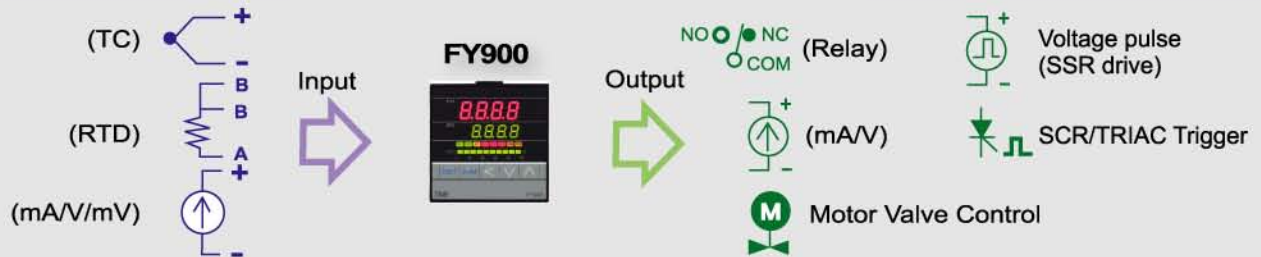 (TC)
+
-
(RTD)
B
B
A
(mA/V/mV)
+
-
Input
FY900
8.8.8.8
8.8.8.8
Output
NO NC
COM
(Relay)
+
-
(mA/V)
M
Motor Valve Control
+
-
Voltage pulse
(SSR drive)
SCR/TRIAC Trigger